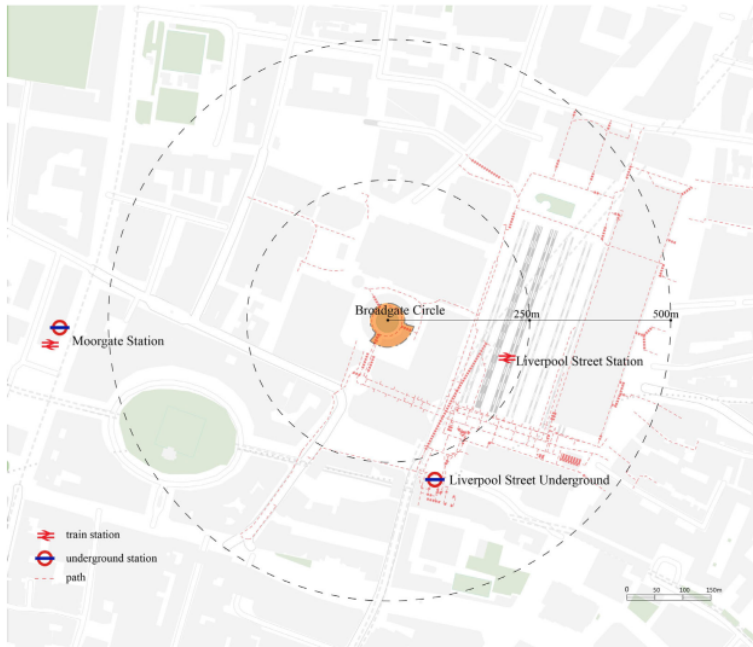 Broadgate Circle
250m
500m
Moorgate Station
Liverpool Street Station
Liverpool Street Underground
train station
underground station
path
0 50 100 150m